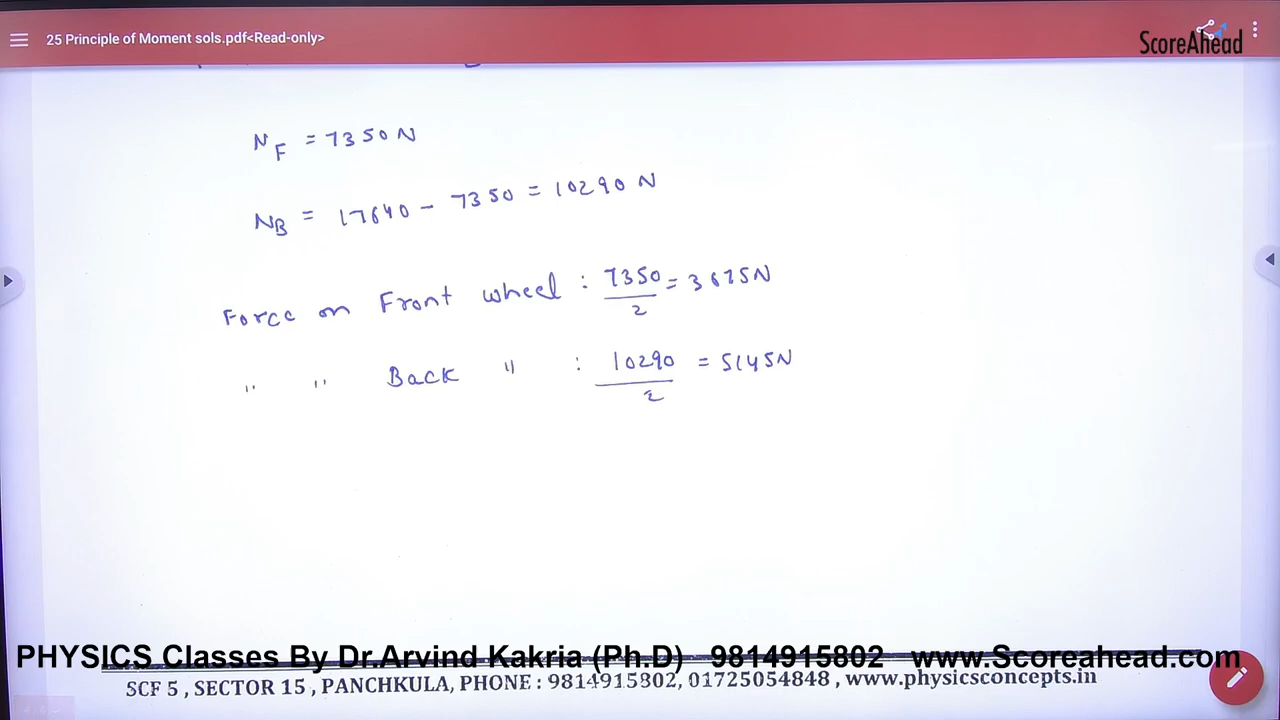 25 Principle of Moment sols.pdf<Read-only>
ScoreAhead
N_F = 7350 N
N_B = 17640 - 7350 = 10290 N
Force on Front wheel : 7350/2 = 3675N
" " Back " : 10290/2 = 5145N
PHYSICS Classes By Dr.Arvind Kakria (Ph.D) 9814915802 www.Scoreahead.com
SCF 5 , SECTOR 15 , PANCHKULA, PHONE : 9814915802, 01725054848 , www.physicsconcepts.in